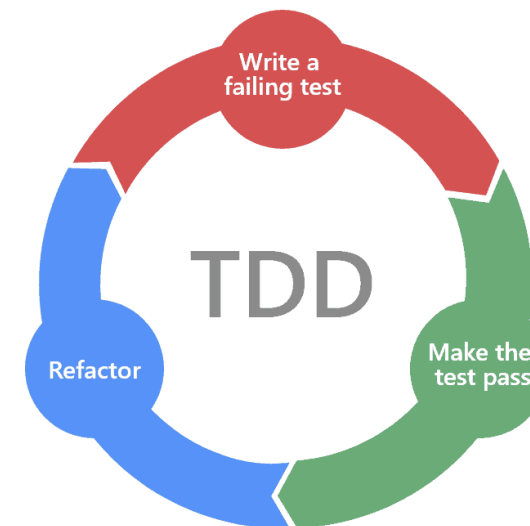 Write a
failing test
TDD
Make the
test pass
Refactor